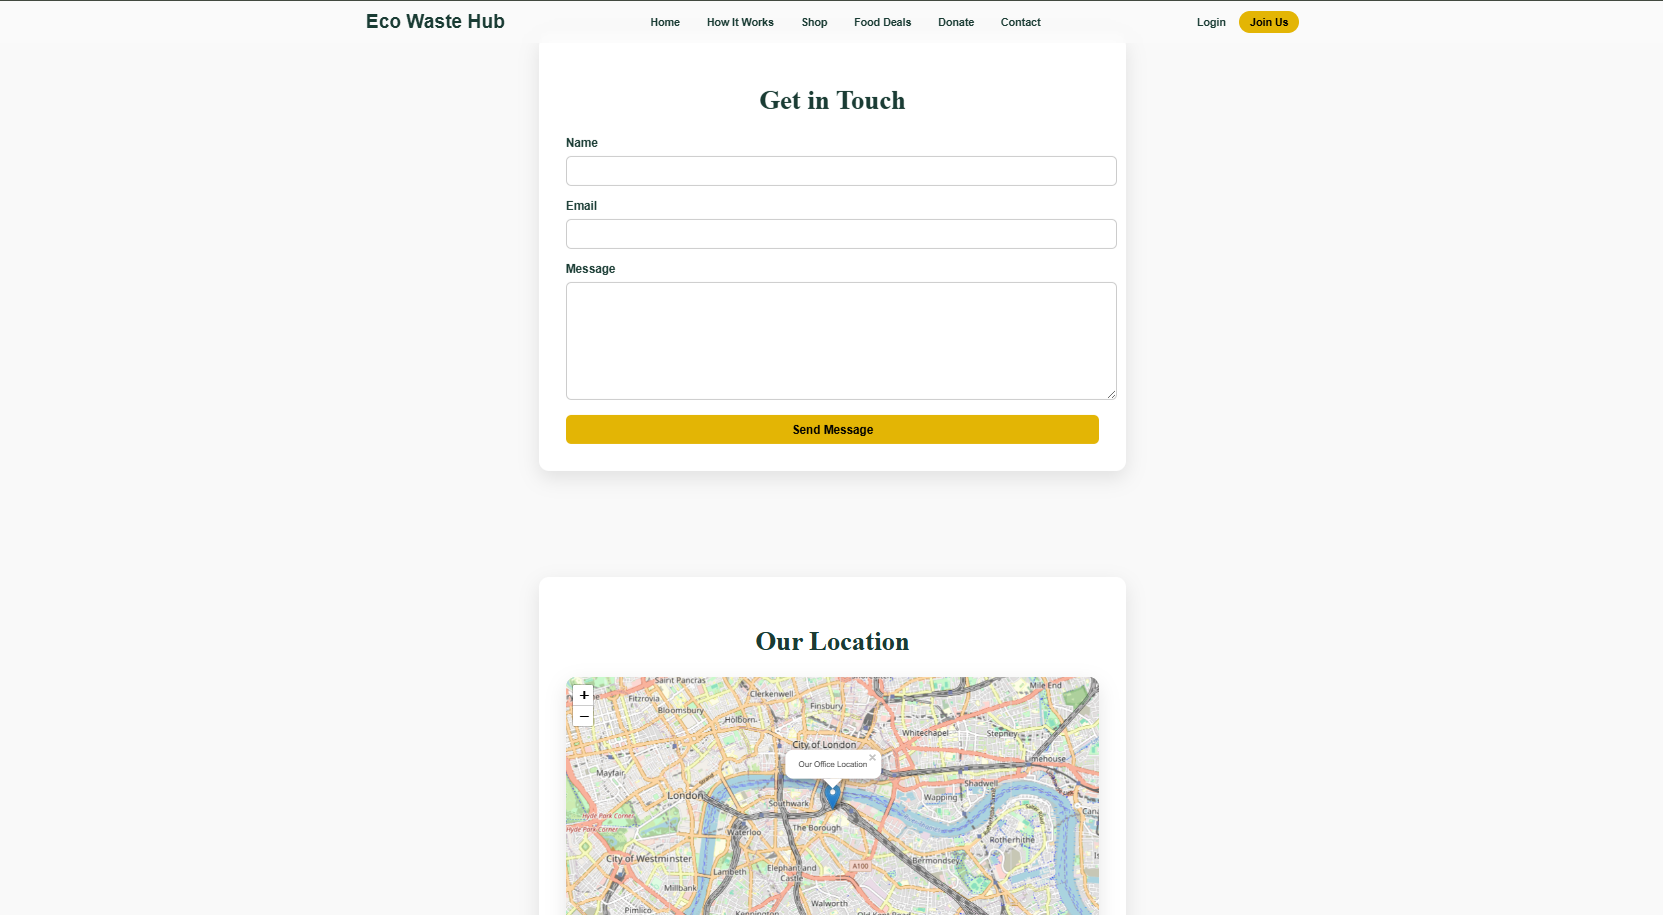 Eco Waste Hub
Home How It Works Shop Food Deals Donate Contact
Login Join Us
Get in Touch
Name
Email
Message
Send Message
Our Location
+
−
Saint Pancras
Mile End
Clerkenwell
Fitzrovia
Bloomsbury
Finsbury
Holborn
Whitechapel
Stepney
City of London
Limehouse
Our Office Location ×
Mayfair
Strand
Shadwell
London
Wapping
Southwark
Cana
Hyde Park Corner
Hyde Park Corner
Waterloo
The Borough
Rotherhithe
City of Westminster
Bermondsey
A100
Lambeth
Elephant and
Castle
Millbank
Walworth
Pimlico
Kennington
Old Kent Road